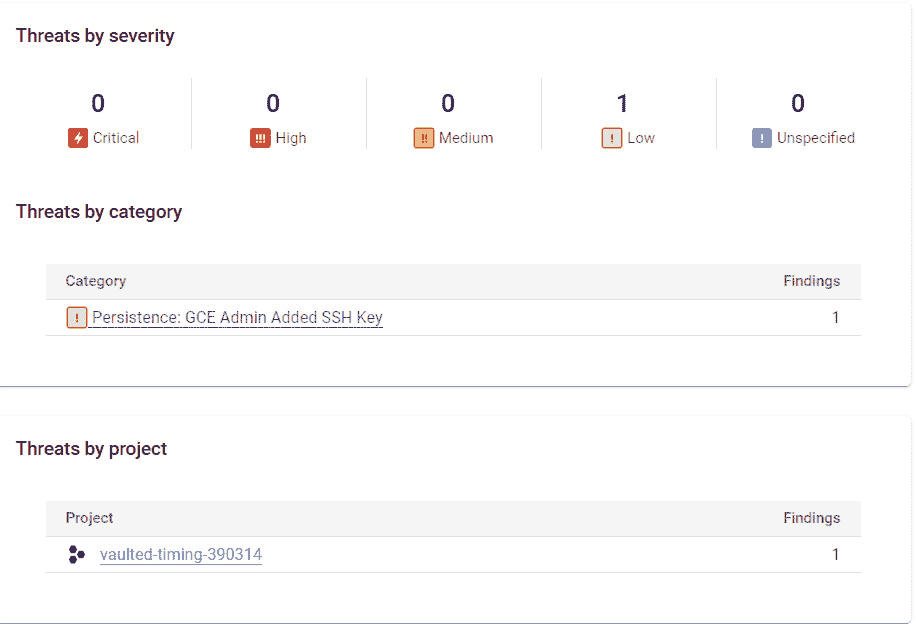 Threats by severity
0 0 0 1 0
Critical High Medium Low Unspecified
Threats by category
Category Findings
Persistence: GCE Admin Added SSH Key 1
Threats by project
Project Findings
vaulted-timing-390314 1